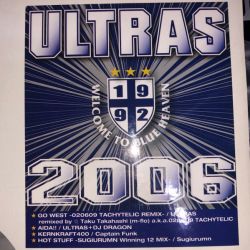 ULTRAS
19
92
WELCOME TO BLUE HEAVEN
2006
★ GO WEST -020609 TACHYTELIC REMIX- / ULTRAS
remixed by ☆ Taku Takahashi (m-flo) a.k.a.02 TACHYTELIC
★ AIDA!! / ULTRAS+DJ DRAGON
★ KERNKRAFT400 / Captain Funk
★ HOT STUFF -SUGIURUMN Winning 12 MIX- / Sugiurumn